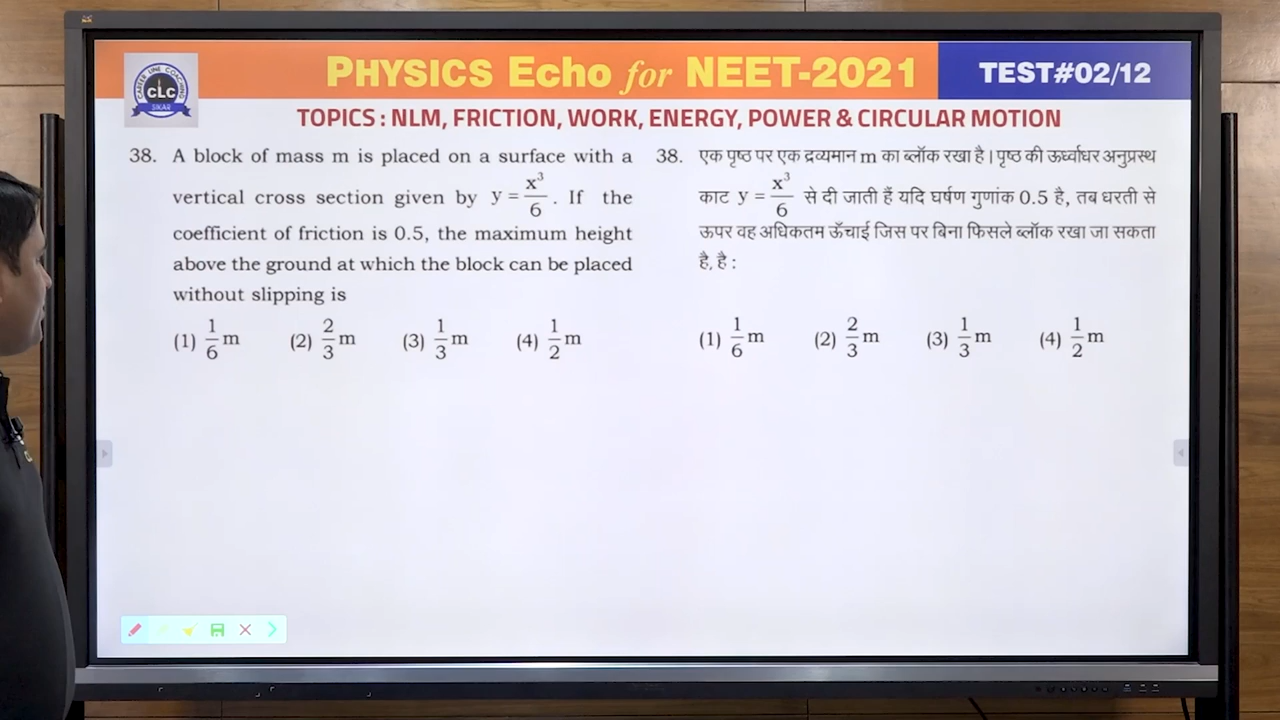 PHYSICS Echo for NEET-2021
TEST#02/12
CAREER LINE COACHING
CLC
SIKAR
TOPICS : NLM, FRICTION, WORK, ENERGY, POWER & CIRCULAR MOTION
38. A block of mass m is placed on a surface with a
vertical cross section given by y = x³/6 . If the
coefficient of friction is 0.5, the maximum height
above the ground at which the block can be placed
without slipping is
(1) 1/6 m (2) 2/3 m (3) 1/3 m (4) 1/2 m
38. एक पृष्ठ पर एक द्रव्यमान m का ब्लॉक रखा है। पृष्ठ की ऊर्ध्वाधर अनुप्रस्थ
काट y = x³/6 से दी जाती हैं यदि घर्षण गुणांक 0.5 है, तब धरती से
ऊपर वह अधिकतम ऊँचाई जिस पर बिना फिसले ब्लॉक रखा जा सकता
है, है :
(1) 1/6 m (2) 2/3 m (3) 1/3 m (4) 1/2 m